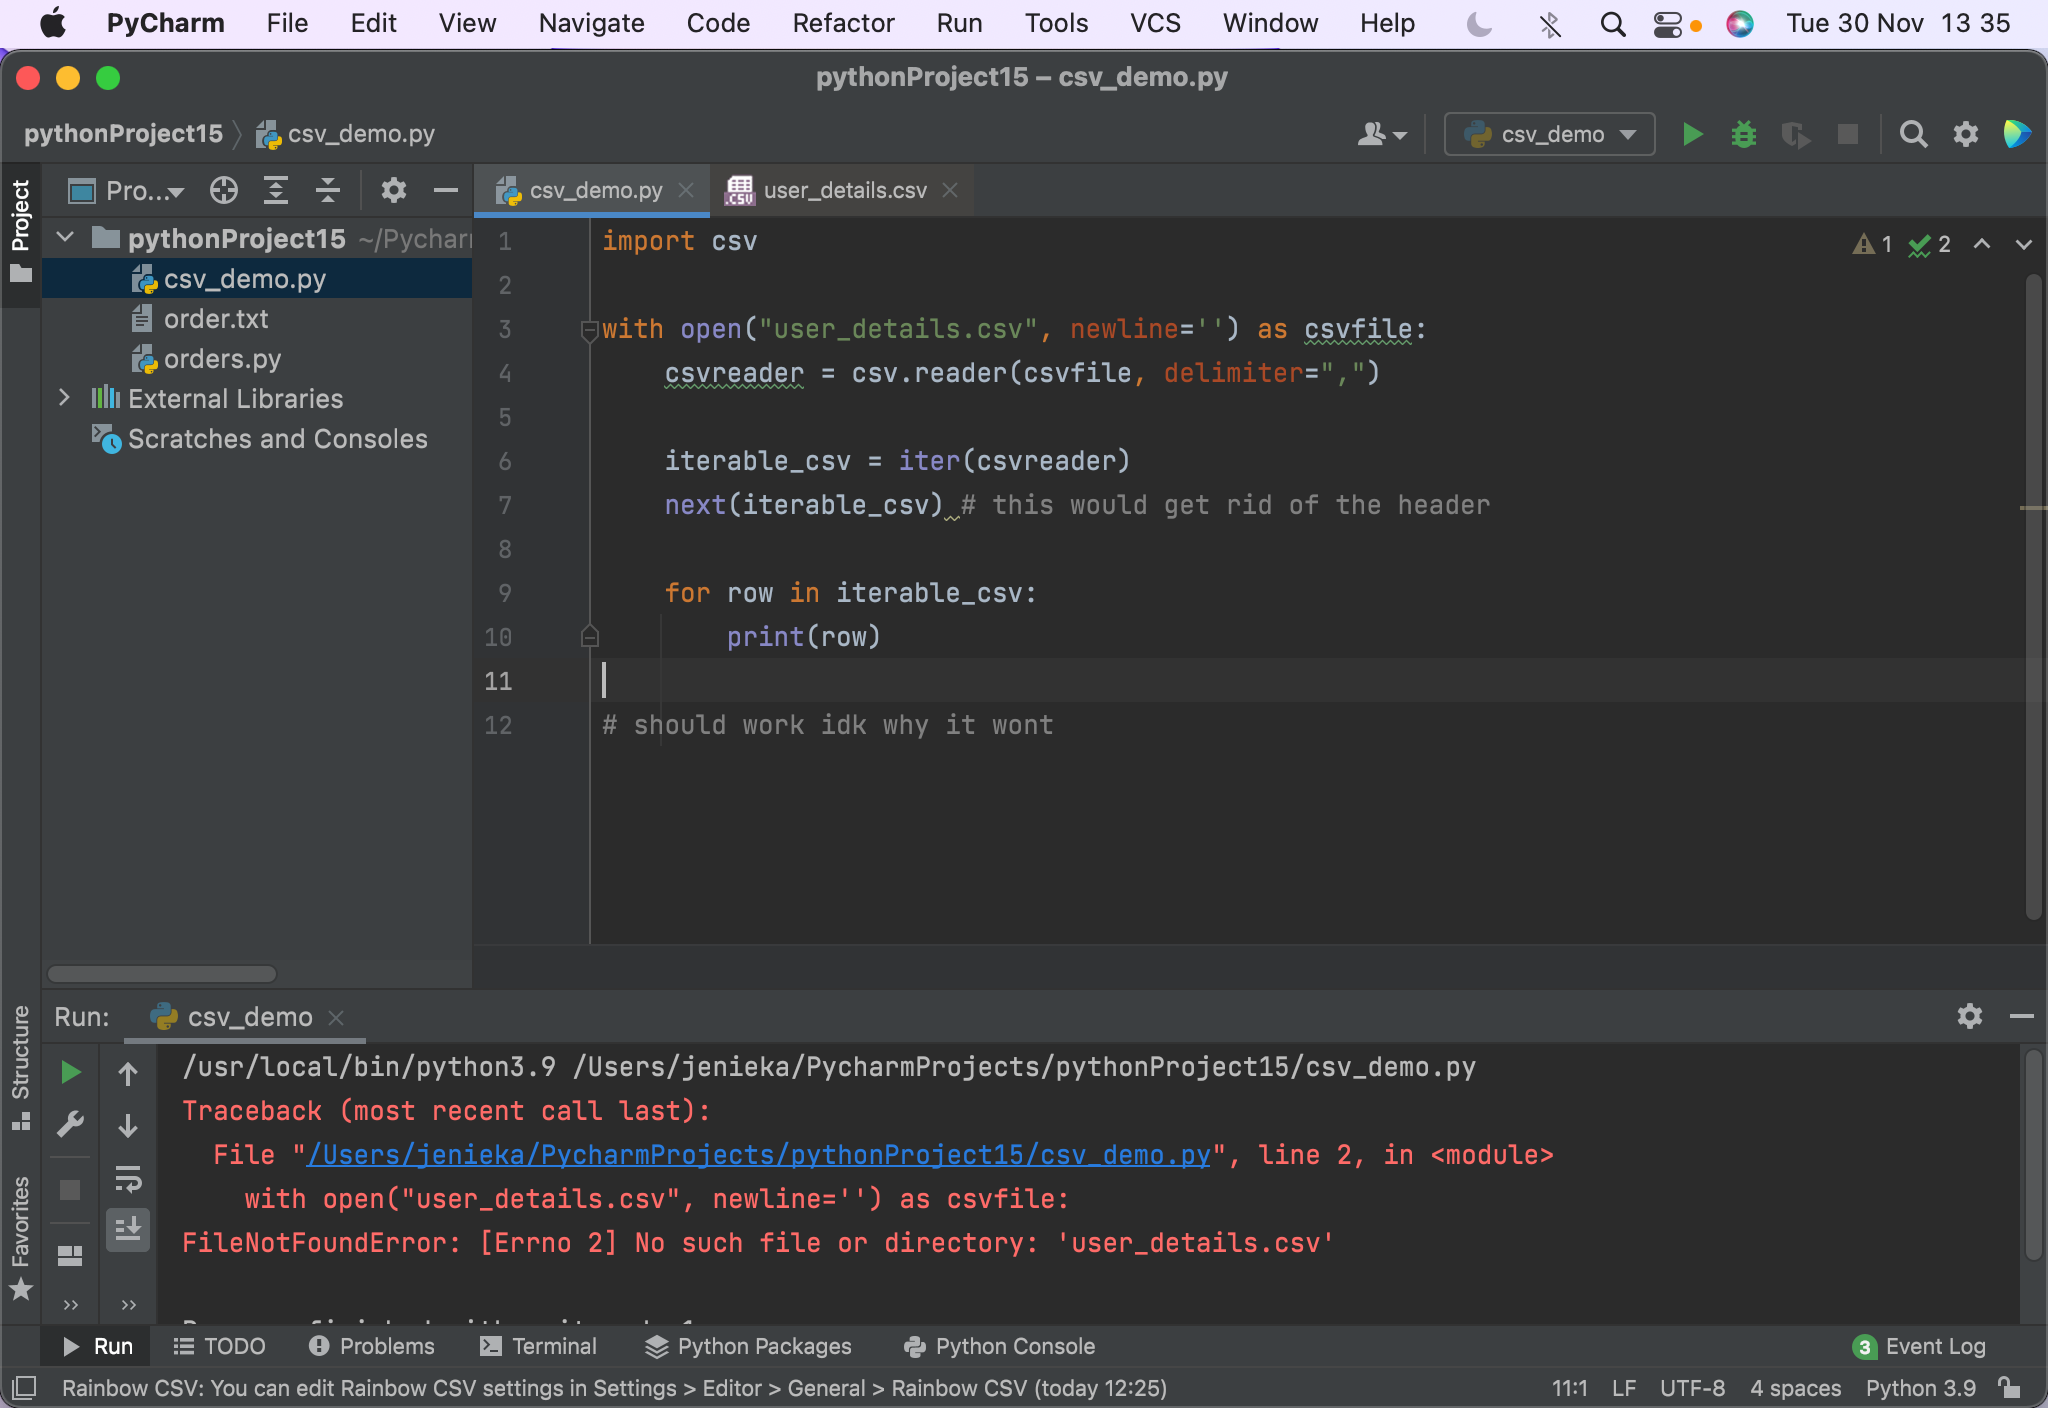 PyCharm File Edit View Navigate Code Refactor Run Tools VCS Window Help Tue 30 Nov 13 35
pythonProject15 – csv_demo.py
pythonProject15 csv_demo.py csv_demo
Project
Pro...
csv_demo.py user_details.csv
pythonProject15 ~/Pychar
csv_demo.py
order.txt
orders.py
External Libraries
Scratches and Consoles
1 import csv
1 2
2
3 with open("user_details.csv", newline='') as csvfile:
4 csvreader = csv.reader(csvfile, delimiter=",")
5
6 iterable_csv = iter(csvreader)
7 next(iterable_csv) # this would get rid of the header
8
9 for row in iterable_csv:
10 print(row)
11
12 # should work idk why it wont
Structure
Favorites
Run: csv_demo
/usr/local/bin/python3.9 /Users/jenieka/PycharmProjects/pythonProject15/csv_demo.py
Traceback (most recent call last):
File "/Users/jenieka/PycharmProjects/pythonProject15/csv_demo.py", line 2, in <module>
with open("user_details.csv", newline='') as csvfile:
FileNotFoundError: [Errno 2] No such file or directory: 'user_details.csv'
Run TODO Problems Terminal Python Packages Python Console 3 Event Log
Rainbow CSV: You can edit Rainbow CSV settings in Settings > Editor > General > Rainbow CSV (today 12:25) 11:1 LF UTF-8 4 spaces Python 3.9